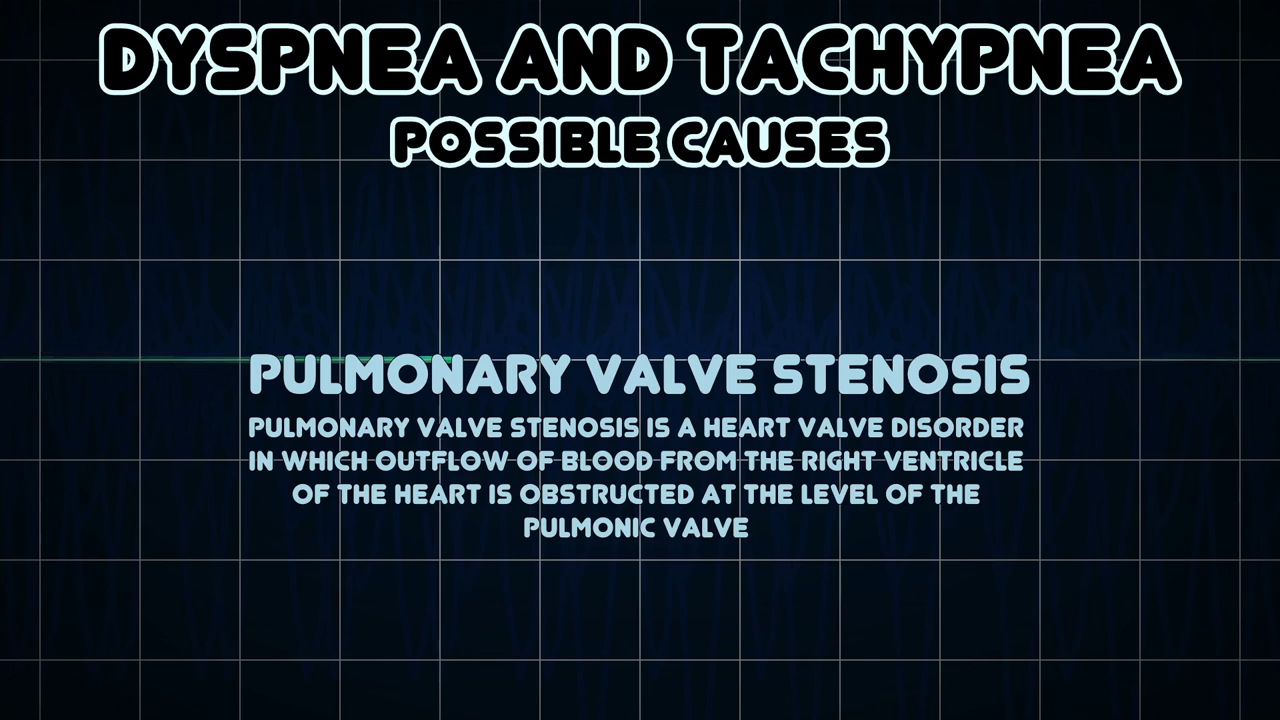 DYSPNEA AND TACHYPNEA
POSSIBLE CAUSES
PULMONARY VALVE STENOSIS
PULMONARY VALVE STENOSIS IS A HEART VALVE DISORDER
IN WHICH OUTFLOW OF BLOOD FROM THE RIGHT VENTRICLE
OF THE HEART IS OBSTRUCTED AT THE LEVEL OF THE
PULMONIC VALVE